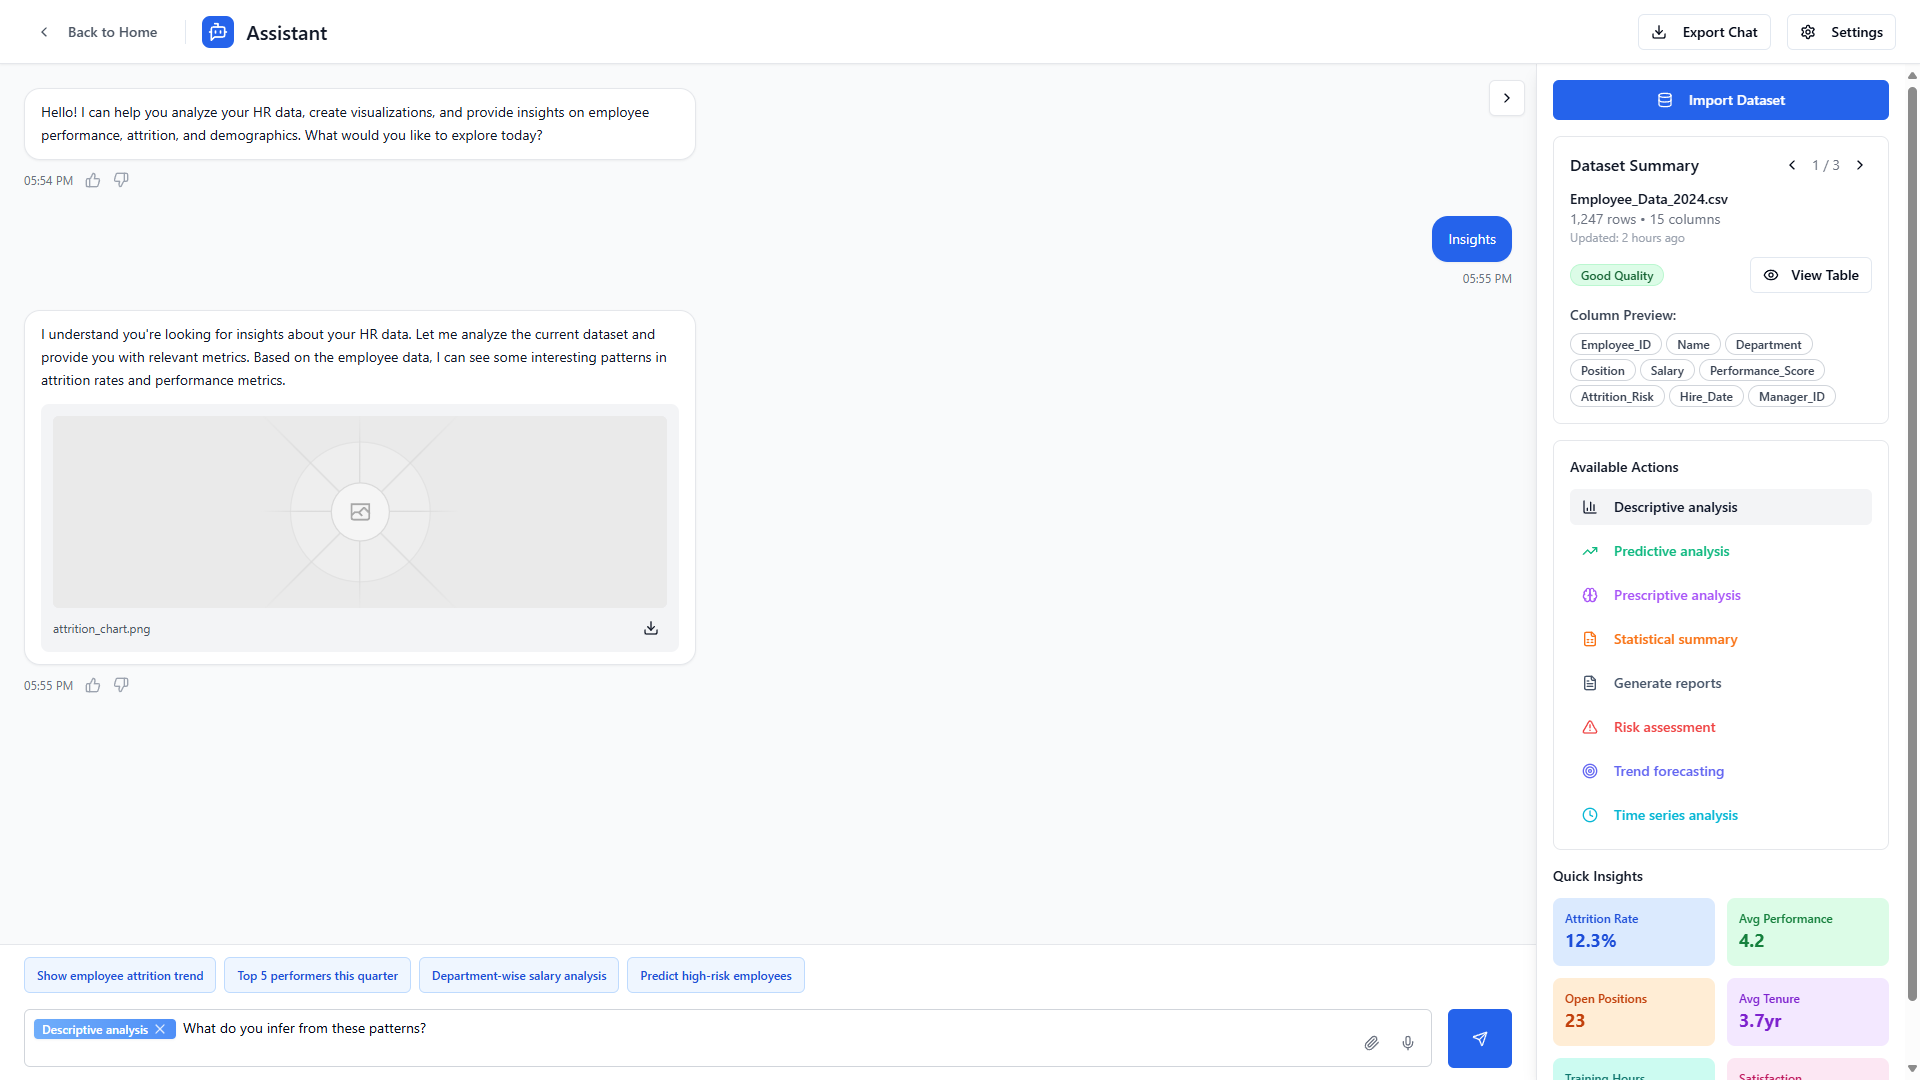 Back to Home
Assistant
Export Chat
Settings
Hello! I can help you analyze your HR data, create visualizations, and provide insights on employee
performance, attrition, and demographics. What would you like to explore today?
05:54 PM
Insights
05:55 PM
I understand you're looking for insights about your HR data. Let me analyze the current dataset and
provide you with relevant metrics. Based on the employee data, I can see some interesting patterns in
attrition rates and performance metrics.
attrition_chart.png
05:55 PM
Show employee attrition trend
Top 5 performers this quarter
Department-wise salary analysis
Predict high-risk employees
Descriptive analysis What do you infer from these patterns?
Import Dataset
Dataset Summary
1 / 3
Employee_Data_2024.csv
1,247 rows • 15 columns
Updated: 2 hours ago
Good Quality
View Table
Column Preview:
Employee_ID Name Department
Position Salary Performance_Score
Attrition_Risk Hire_Date Manager_ID
Available Actions
Descriptive analysis
Predictive analysis
Prescriptive analysis
Statistical summary
Generate reports
Risk assessment
Trend forecasting
Time series analysis
Quick Insights
Attrition Rate
12.3%
Avg Performance
4.2
Open Positions
23
Avg Tenure
3.7yr
Training Hours
Satisfaction